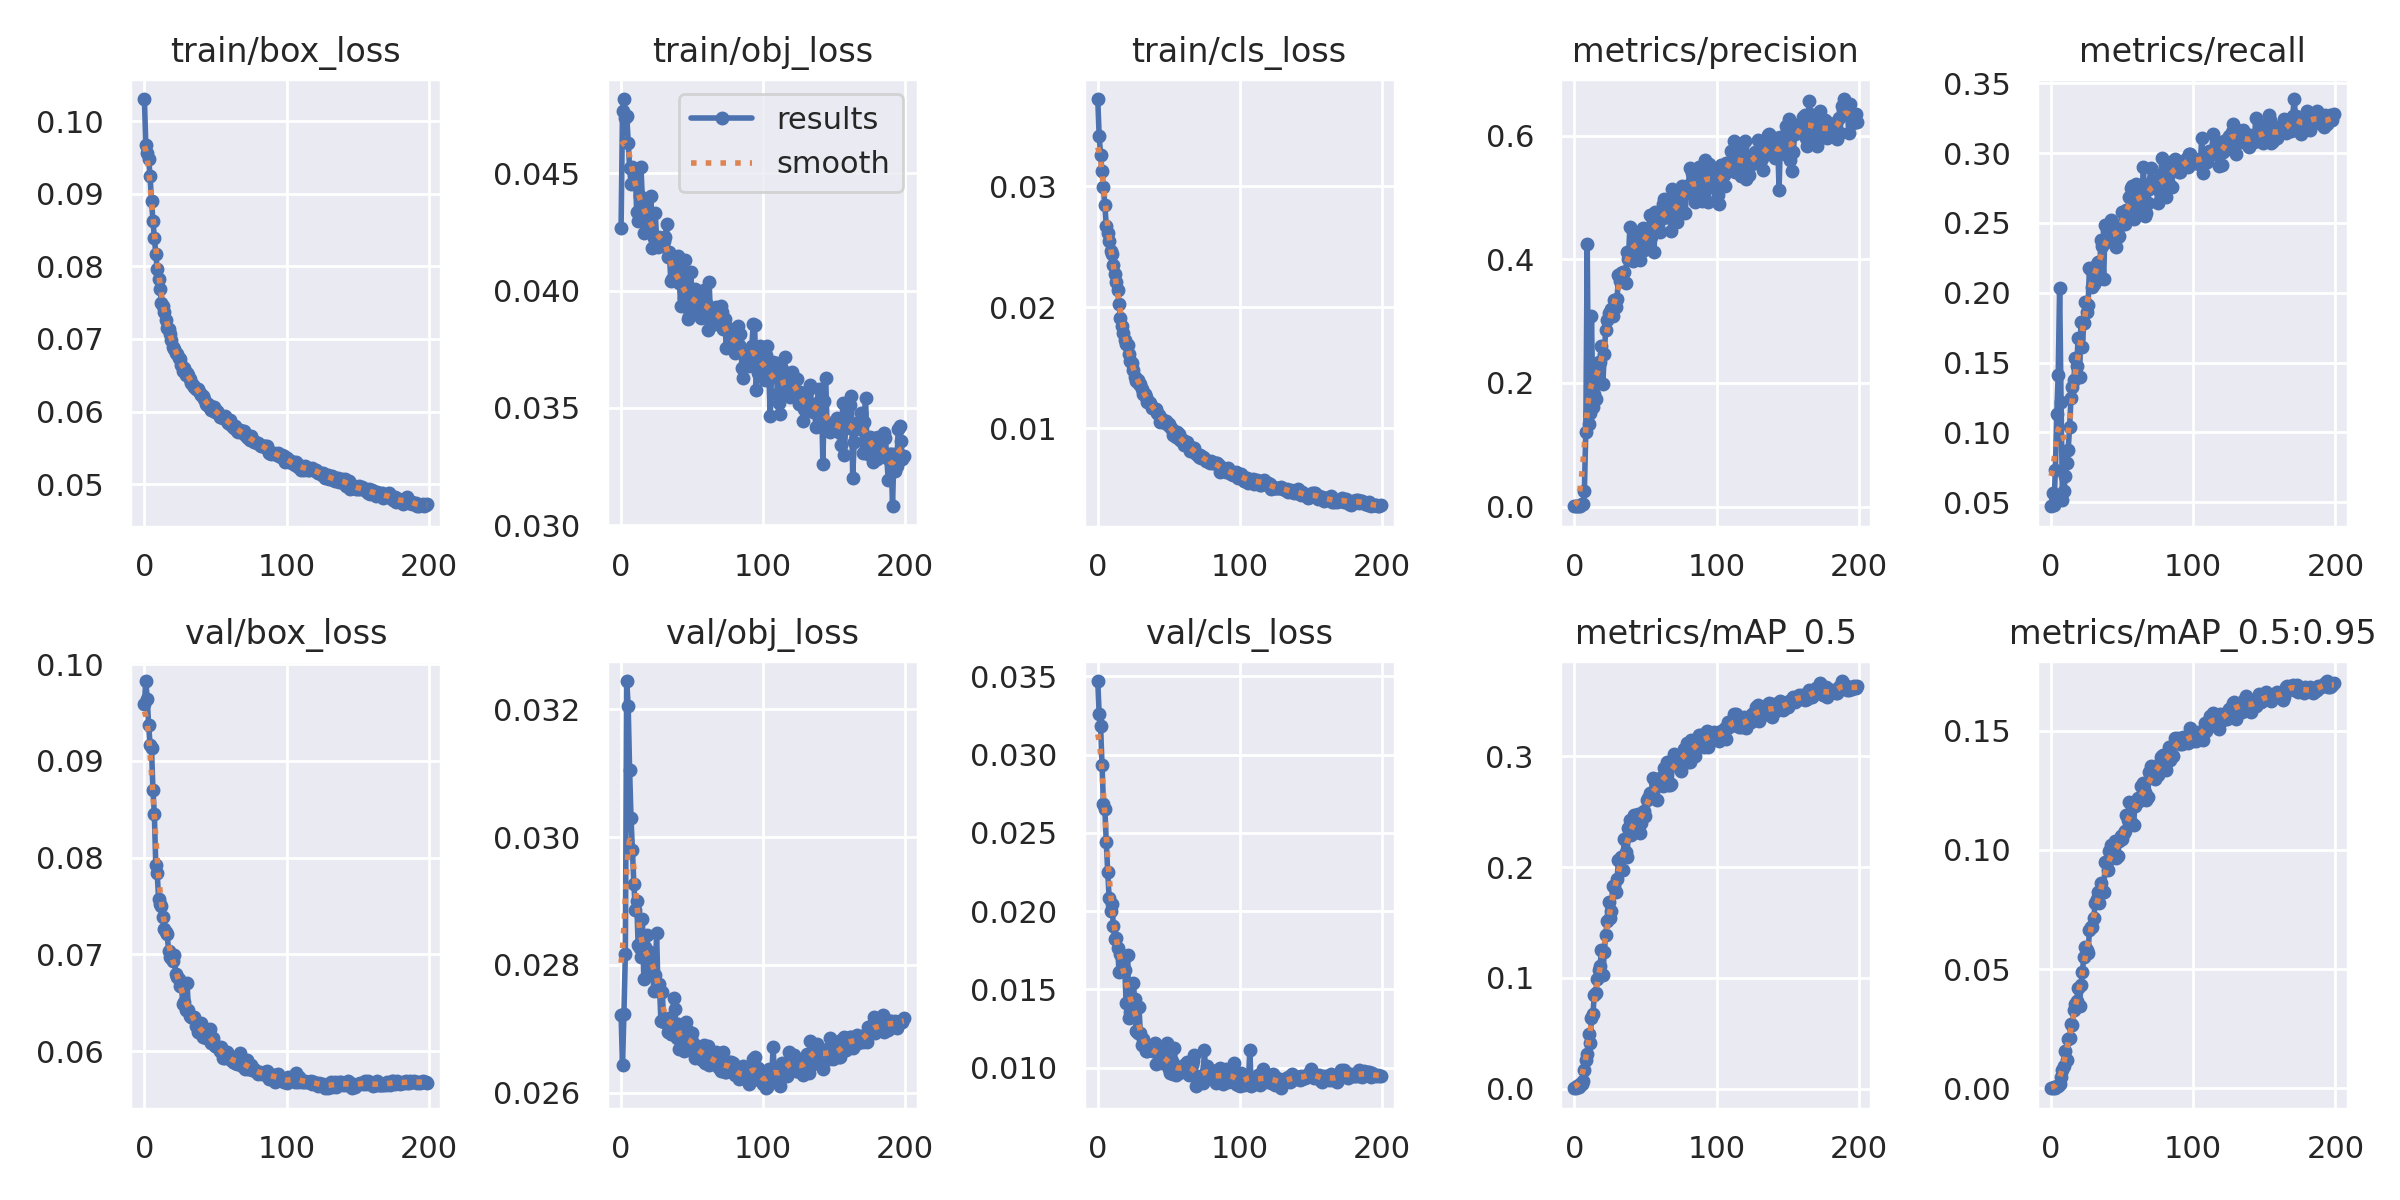 train/box_loss
0.10
0.09
0.08
0.07
0.06
0.05
0 100 200
train/obj_loss
results
smooth
0.045
0.040
0.035
0.030
0 100 200
train/cls_loss
0.03
0.02
0.01
0 100 200
metrics/precision
0.6
0.4
0.2
0.0
0 100 200
metrics/recall
0.35
0.30
0.25
0.20
0.15
0.10
0.05
0 100 200
val/box_loss
0.10
0.09
0.08
0.07
0.06
0 100 200
val/obj_loss
0.032
0.030
0.028
0.026
0 100 200
val/cls_loss
0.035
0.030
0.025
0.020
0.015
0.010
0 100 200
metrics/mAP_0.5
0.3
0.2
0.1
0.0
0 100 200
metrics/mAP_0.5:0.95
0.15
0.10
0.05
0.00
0 100 200